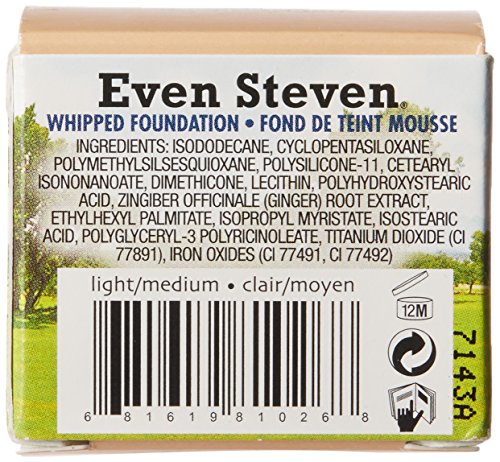 Even Steven®
WHIPPED FOUNDATION • FOND DE TEINT MOUSSE
INGREDIENTS: ISODODECANE, CYCLOPENTASILOXANE,
POLYMETHYLSILSESQUIOXANE, POLYSILICONE-11, CETEARYL
ISONONANOATE, DIMETHICONE, LECITHIN, POLYHYDROXYSTEARIC
ACID, ZINGIBER OFFICINALE (GINGER) ROOT EXTRACT,
ETHYLHEXYL PALMITATE, ISOPROPYL MYRISTATE, ISOSTEARIC
ACID, POLYGLYCERYL-3 POLYRICINOLEATE, TITANIUM DIOXIDE (CI
77891), IRON OXIDES (CI 77491, CI 77492)
light/medium • clair/moyen
6 81619 81026 8
12M
7143A